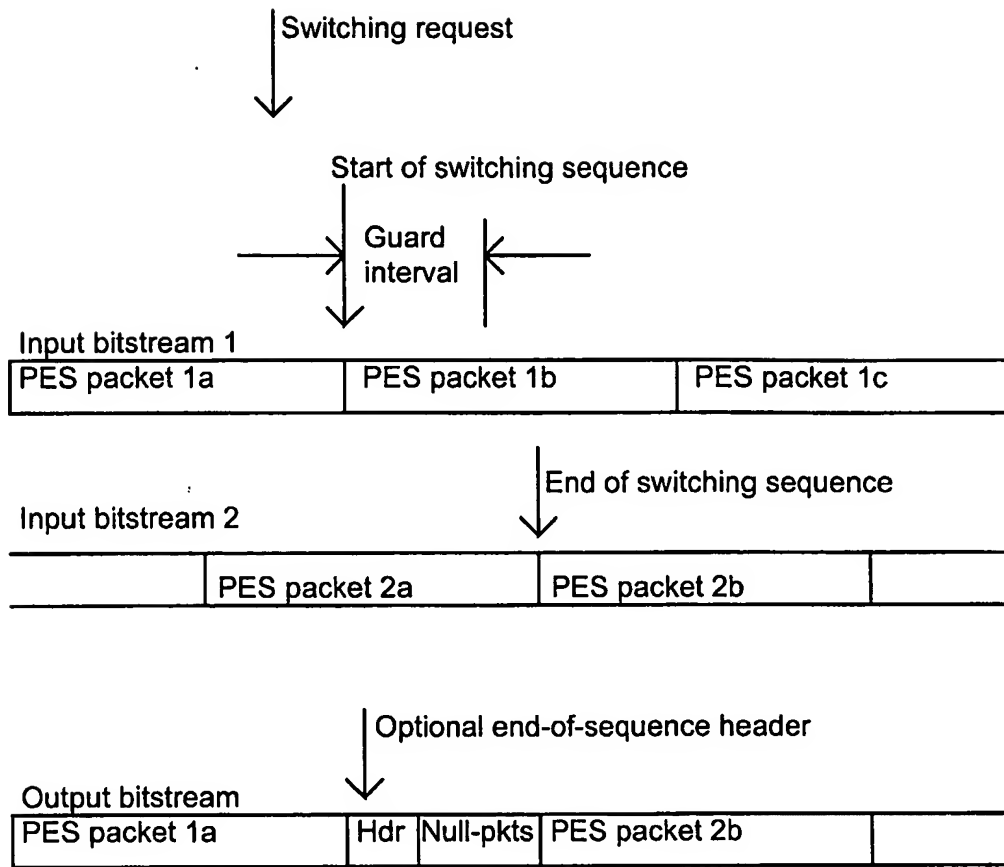 Switching request
Start of switching sequence
Guard
interval
Input bitstream 1
PES packet 1a
PES packet 1b
PES packet 1c
End of switching sequence
Input bitstream 2
PES packet 2a
PES packet 2b
Optional end-of-sequence header
Output bitstream
PES packet 1a
Hdr
Null-pkts
PES packet 2b